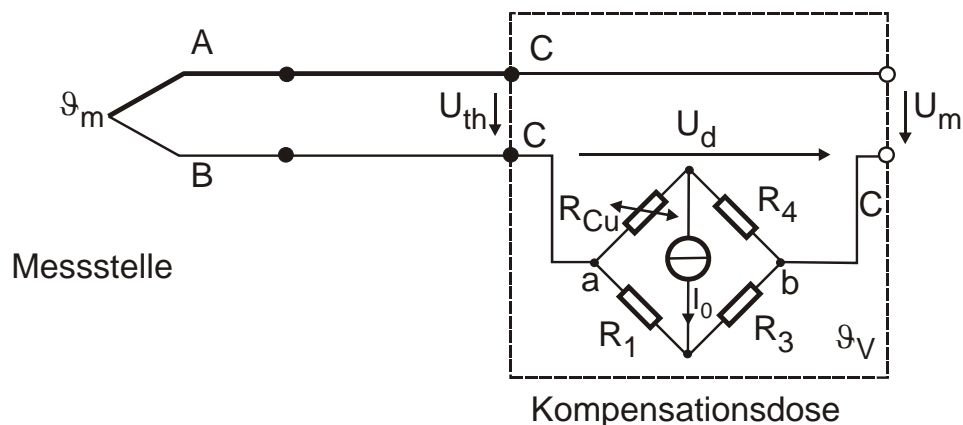 A
C
ϑm
Uth
Um
C
Ud
B
RCu
R4
C
Messstelle
a
b
I0
R1
R3
ϑV
Kompensationsdose